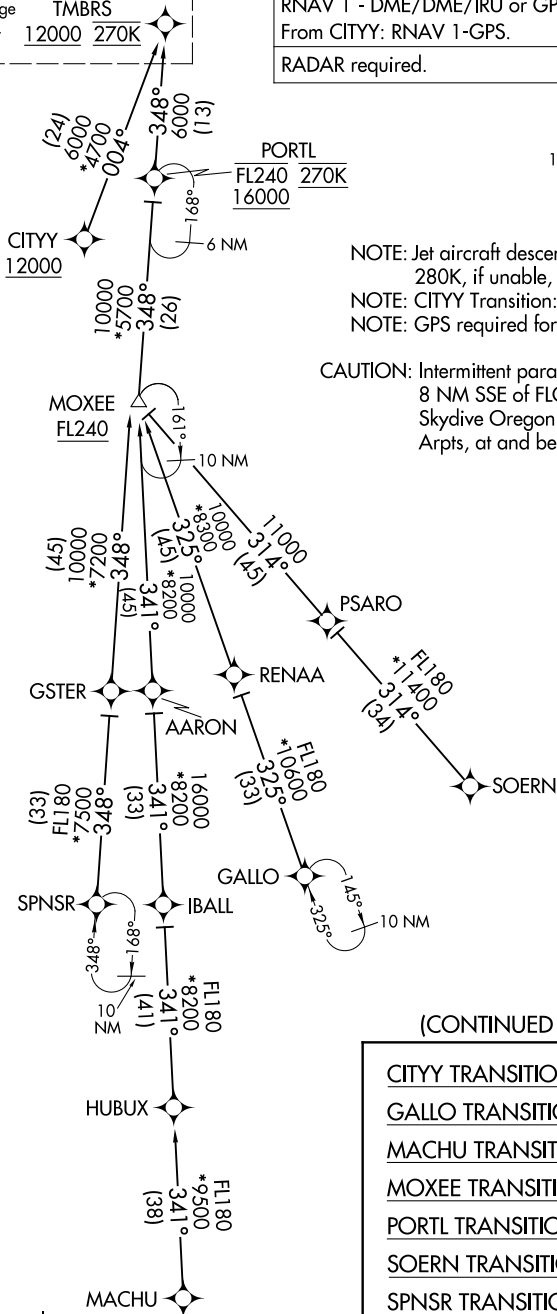 TMBRS
12000 270K
RNAV 1 - DME/DME/IRU or GP
From CITYY: RNAV 1-GPS.
RADAR required.
004°
6000
*4700
(24)
348°
6000
(13)
PORTL
FL240 270K
16000
168°
6 NM
CITYY
12000
348°
10000
*5700
(26)
NOTE: Jet aircraft descen
280K, if unable,
NOTE: CITYY Transition:
NOTE: GPS required for
CAUTION: Intermittent para
8 NM SSE of FLO
Skydive Oregon
Arpts, at and be
MOXEE
FL240
161°
10 NM
348°
10000
*7200
(45)
341°
10000
*8200
(45)
325°
10000
*8300
(45)
11000
314°
(45)
PSARO
FL180
*11400
314°
(34)
SOERN
GSTER
AARON
RENAA
FL180
*10600
325°
(33)
348°
FL180
*7500
(33)
16000
*8200
341°
(33)
GALLO
145°
325°
10 NM
SPNSR
168°
348°
10
NM
IBALL
FL180
*8200
341°
(41)
HUBUX
FL180
*9500
341°
(38)
MACHU
(CONTINUED
CITYY TRANSITIO
GALLO TRANSITIO
MACHU TRANSIT
MOXEE TRANSITI
PORTL TRANSITIO
SOERN TRANSITIO
SPNSR TRANSITIO